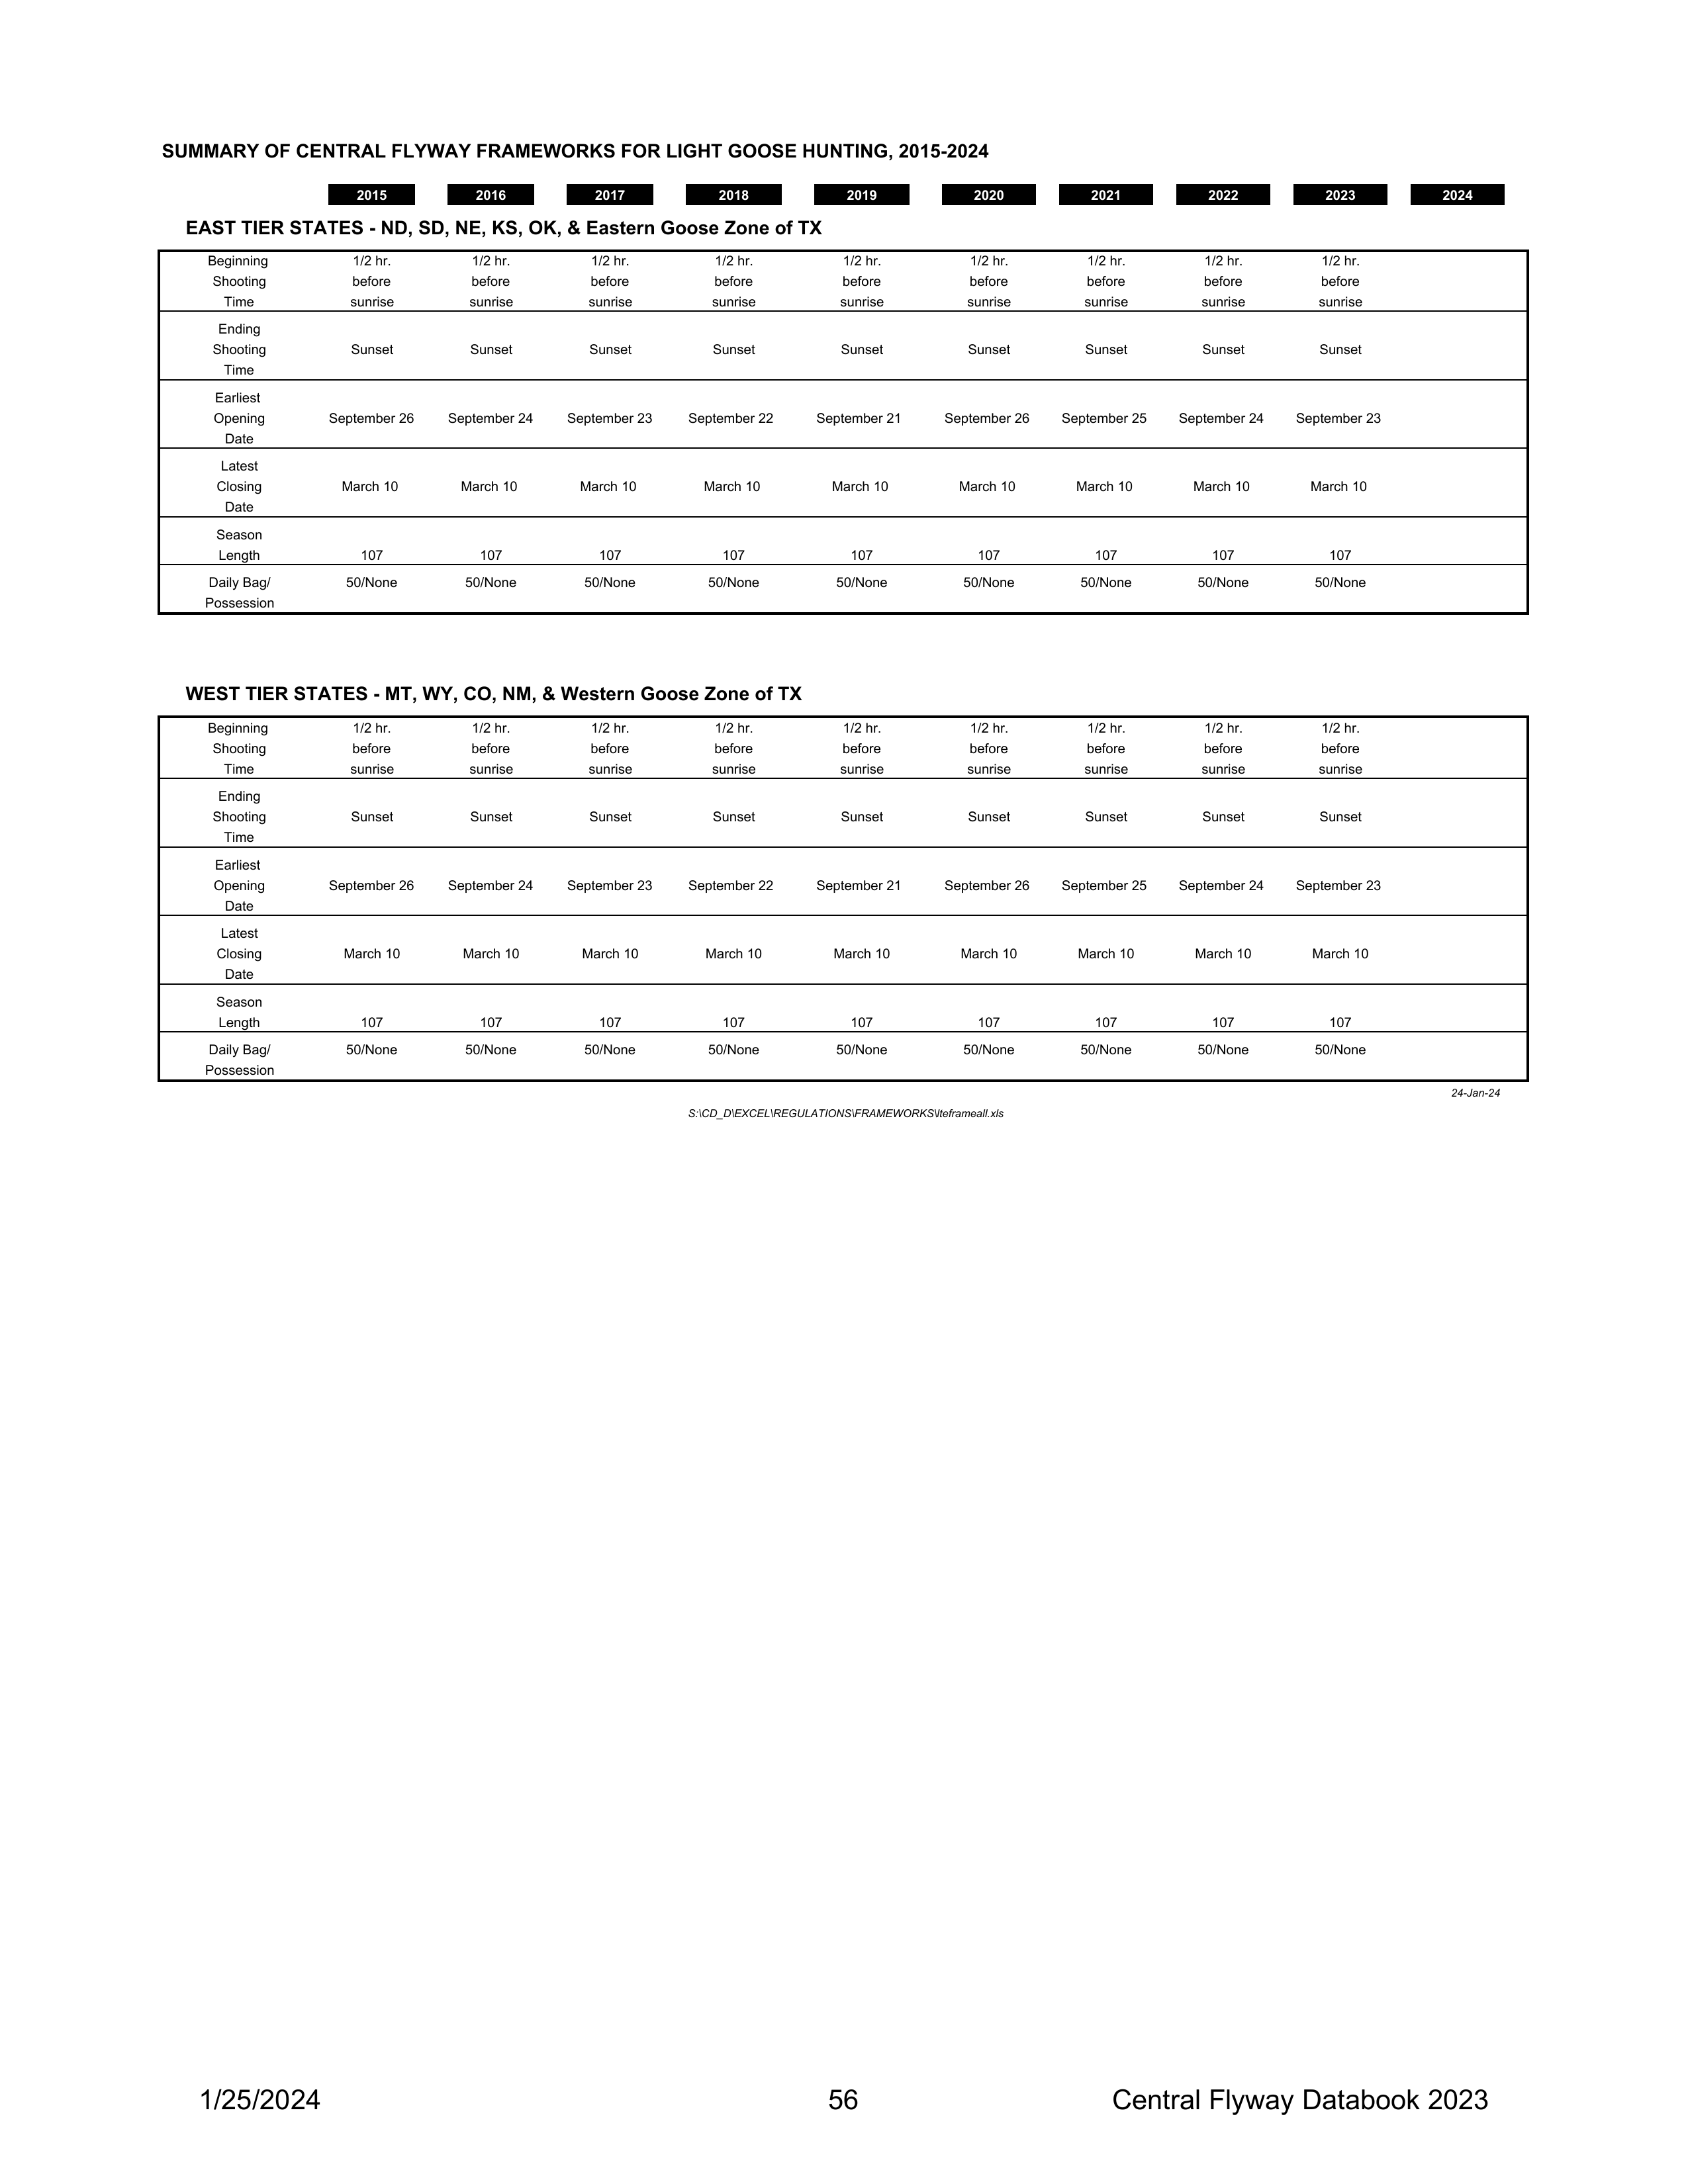 SUMMARY OF CENTRAL FLYWAY FRAMEWORKS FOR LIGHT GOOSE HUNTING, 2015-2024
2015 2016 2017 2018 2019 2020 2021 2022 2023 2024
EAST TIER STATES - ND, SD, NE, KS, OK, & Eastern Goose Zone of TX
Beginning 1/2 hr. 1/2 hr. 1/2 hr. 1/2 hr. 1/2 hr. 1/2 hr. 1/2 hr. 1/2 hr. 1/2 hr.
Shooting before before before before before before before before before
Time sunrise sunrise sunrise sunrise sunrise sunrise sunrise sunrise sunrise
Ending
Shooting Sunset Sunset Sunset Sunset Sunset Sunset Sunset Sunset Sunset
Time
Earliest
Opening September 26 September 24 September 23 September 22 September 21 September 26 September 25 September 24 September 23
Date
Latest
Closing March 10 March 10 March 10 March 10 March 10 March 10 March 10 March 10 March 10
Date
Season
Length 107 107 107 107 107 107 107 107 107
Daily Bag/ 50/None 50/None 50/None 50/None 50/None 50/None 50/None 50/None 50/None
Possession
WEST TIER STATES - MT, WY, CO, NM, & Western Goose Zone of TX
Beginning 1/2 hr. 1/2 hr. 1/2 hr. 1/2 hr. 1/2 hr. 1/2 hr. 1/2 hr. 1/2 hr. 1/2 hr.
Shooting before before before before before before before before before
Time sunrise sunrise sunrise sunrise sunrise sunrise sunrise sunrise sunrise
Ending
Shooting Sunset Sunset Sunset Sunset Sunset Sunset Sunset Sunset Sunset
Time
Earliest
Opening September 26 September 24 September 23 September 22 September 21 September 26 September 25 September 24 September 23
Date
Latest
Closing March 10 March 10 March 10 March 10 March 10 March 10 March 10 March 10 March 10
Date
Season
Length 107 107 107 107 107 107 107 107 107
Daily Bag/ 50/None 50/None 50/None 50/None 50/None 50/None 50/None 50/None 50/None
Possession
24-Jan-24
S:\CD_D\EXCEL\REGULATIONS\FRAMEWORKS\lteframeall.xls
1/25/2024 56 Central Flyway Databook 2023